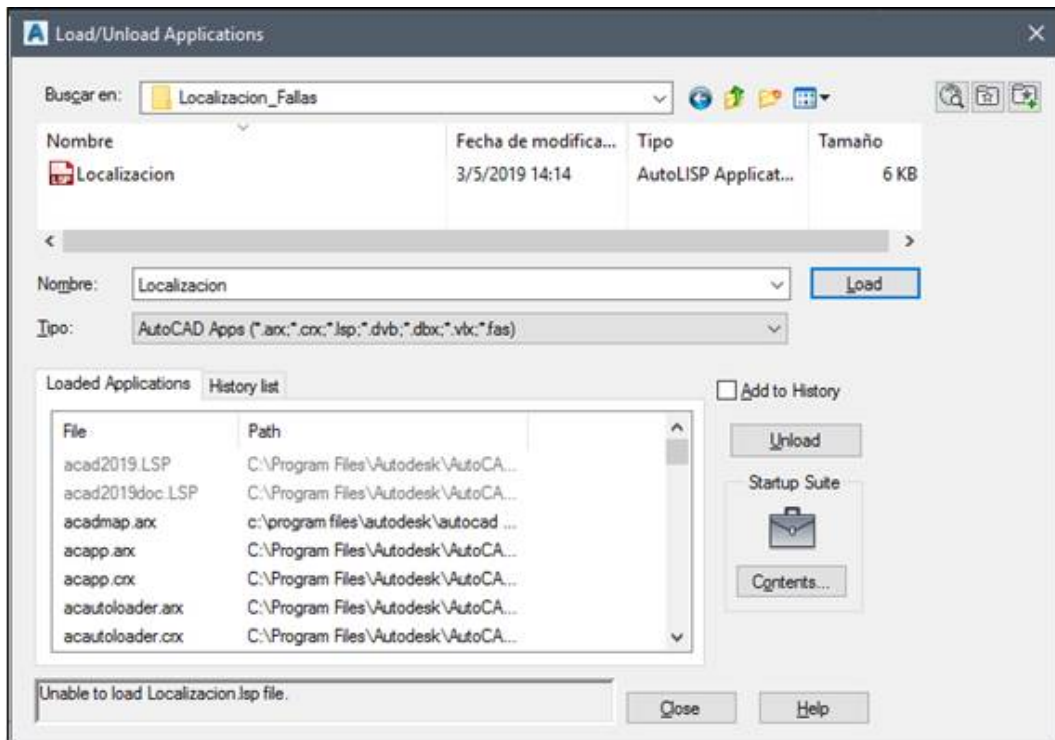 Load/Unload Applications
Buscar en: Localizacion_Fallas
Nombre Fecha de modifica... Tipo Tamaño
LSP Localizacion 3/5/2019 14:14 AutoLISP Applicat... 6 KB
Nombre: Localizacion Load
Tipo: AutoCAD Apps (*.arx;*.crx;*.lsp;*.dvb;*.dbx;*.vlx;*.fas)
Loaded Applications History list
Add to History
File Path
Unload
acad2019.LSP C:\Program Files\Autodesk\AutoCA...
acad2019doc.LSP C:\Program Files\Autodesk\AutoCA...
Startup Suite
acadmap.arx c:\program files\autodesk\autocad ...
acapp.arx C:\Program Files\Autodesk\AutoCA...
acapp.crx C:\Program Files\Autodesk\AutoCA...
Contents...
acautoloader.arx C:\Program Files\Autodesk\AutoCA...
acautoloader.crx C:\Program Files\Autodesk\AutoCA...
Unable to load Localizacion.lsp file.
Close Help